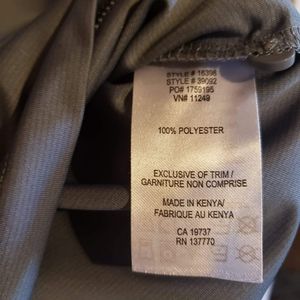 STYLE # 16398
STYLE # 39092
PO# 1759195
VN# 11249
100% POLYESTER
EXCLUSIVE OF TRIM /
GARNITURE NON COMPRISE
MADE IN KENYA/
FABRIQUE AU KENYA
CA 19737
RN 137770